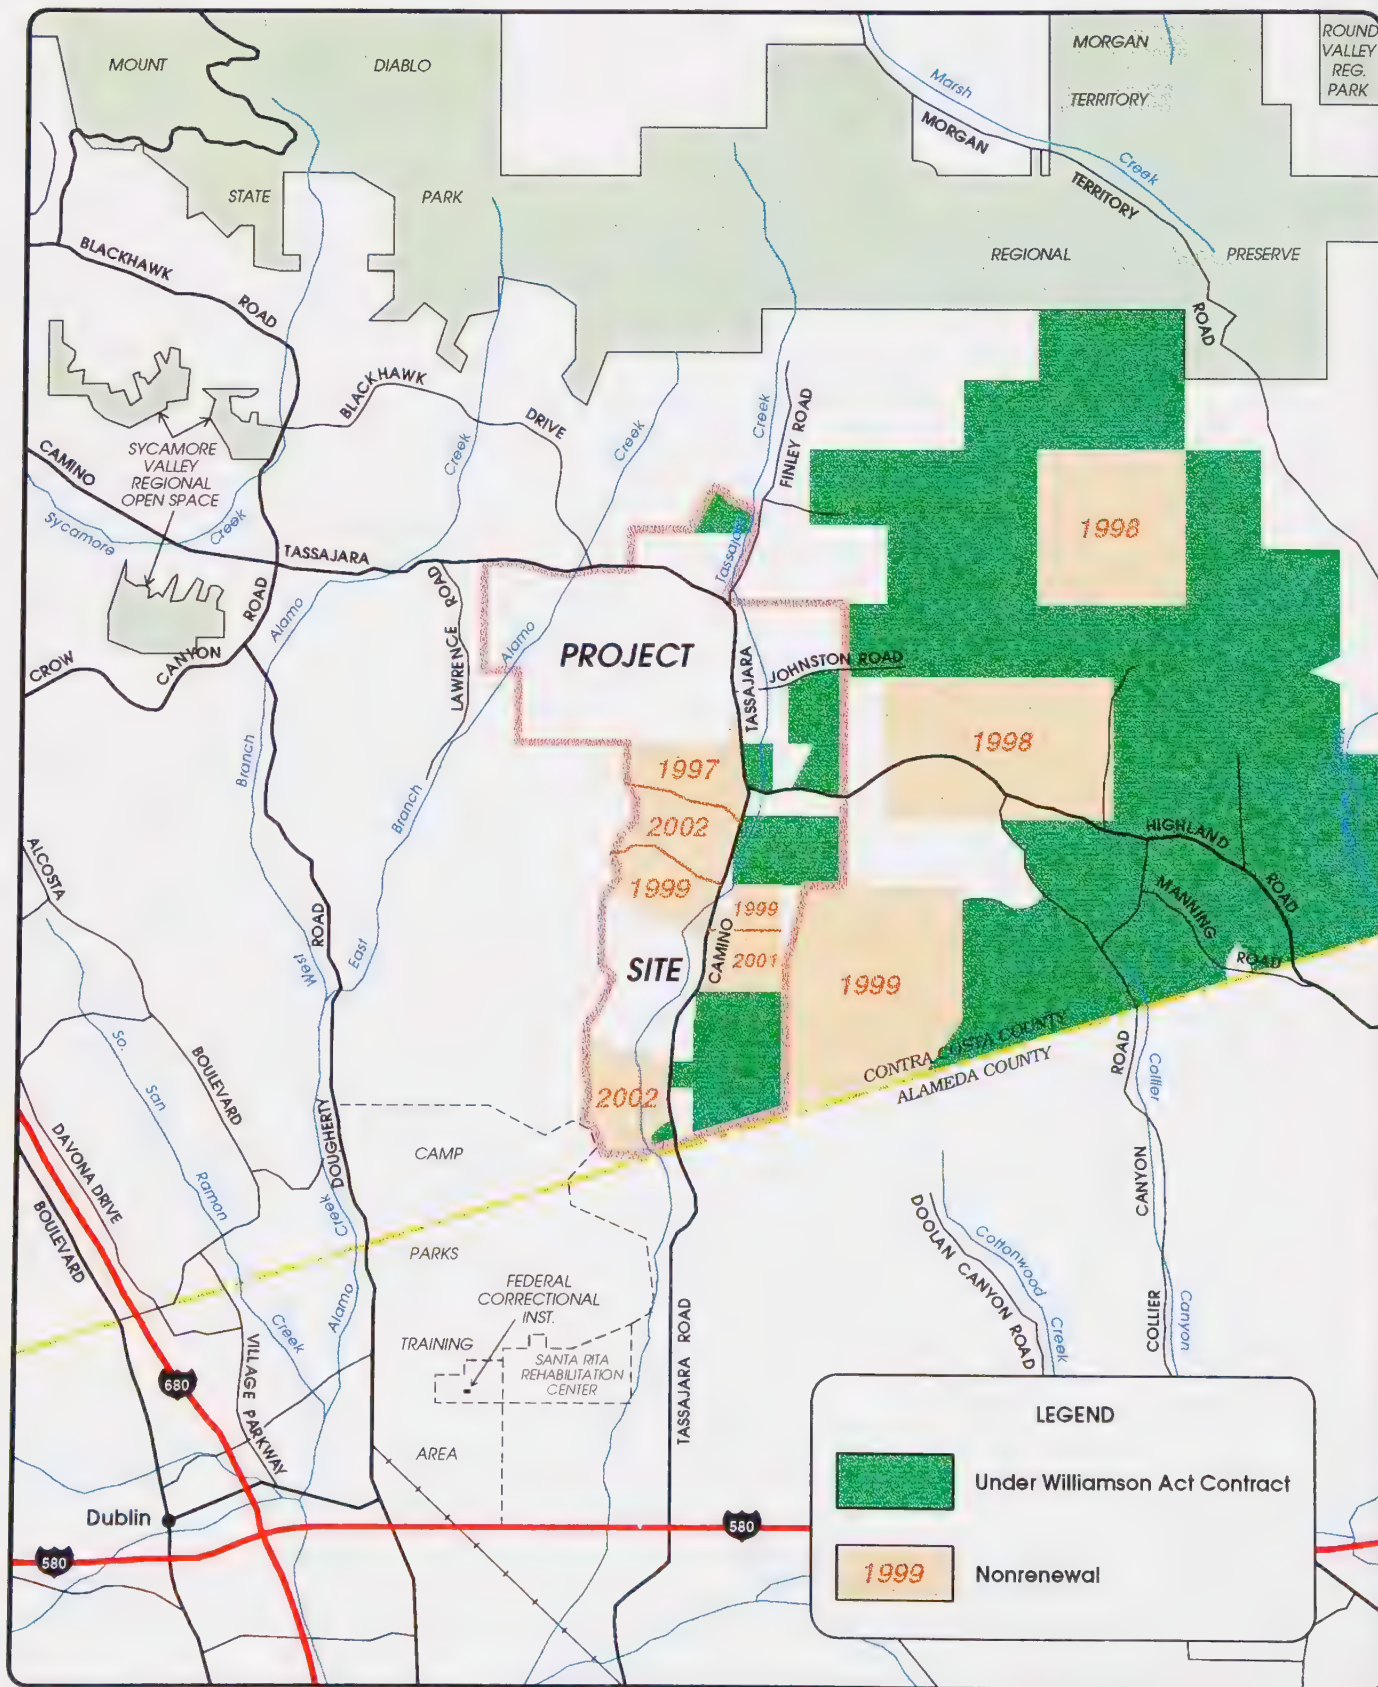 MOUNT
DIABLO
STATE
PARK
MORGAN
TERRITORY
REGIONAL
PRESERVE
ROUND
VALLEY
REG.
PARK
Marsh
Creek
MORGAN
TERRITORY
ROAD
BLACKHAWK
ROAD
BLACKHAWK
DRIVE
Creek
Creek
Creek
FINLEY ROAD
SYCAMORE
VALLEY
REGIONAL
OPEN SPACE
CAMINO
TASSAJARA
Sycamore
Creek
Tassajara
1998
CROW
CANYON
ROAD
Alamo
LAWRENCE ROAD
Alamo
PROJECT
TASSAJARA
JOHNSTON ROAD
1998
Branch
Branch
1997
2002
1999
1999
2001
SITE
CAMINO
1999
HIGHLAND
ROAD
MANNING
ROAD
ALCOSTA
BOULEVARD
ROAD
West
East
So.
San
Ramon
Creek
CONTRA COSTA COUNTY
ALAMEDA COUNTY
ROAD
Collier
CANYON
Canyon
COLLIER
2002
DAVONA DRIVE
BOULEVARD
DOUGHERTY
Creek
Alamo
CAMP
PARKS
TRAINING
AREA
FEDERAL
CORRECTIONAL
INST.
SANTA RITA
REHABILITATION
CENTER
TASSAJARA ROAD
DOOLAN CANYON ROAD
Cottonwood
Creek
VILLAGE PARKWAY
680
Dublin
580
580
LEGEND
Under Williamson Act Contract
1999
Nonrenewal